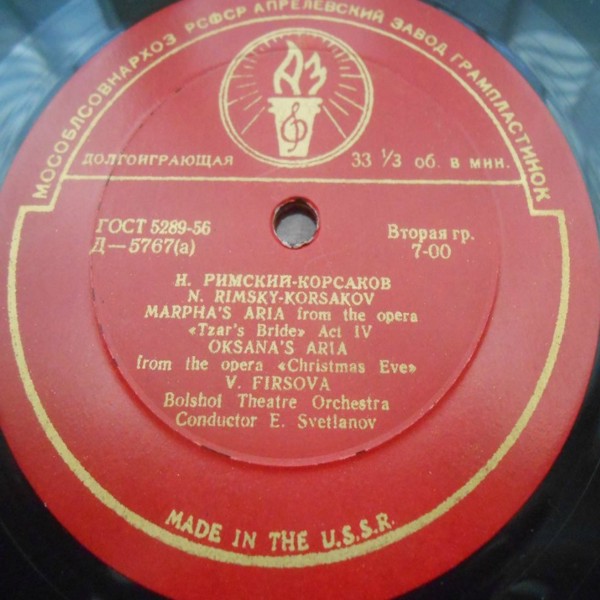 МОСОБЛСОВНАРХОЗ РСФСР АПРЕЛЕВСКИЙ ЗАВОД ГРАМПЛАСТИНОК
АЗ
ДОЛГОИГРАЮЩАЯ 33 ⅓ об. в мин.
ГОСТ 5289-56
Д—5767(а)
Вторая гр.
7-00
Н. РИМСКИЙ-КОРСАКОВ
N. RIMSKY-KORSAKOV
MARPHA'S ARIA from the opera
«Tzar's Bride» Act IV
OKSANA'S ARIA
from the opera «Christmas Eve»
V. FIRSOVA
Bolshoi Theatre Orchestra
Conductor E. Svetlanov
MADE IN THE U.S.S.R.